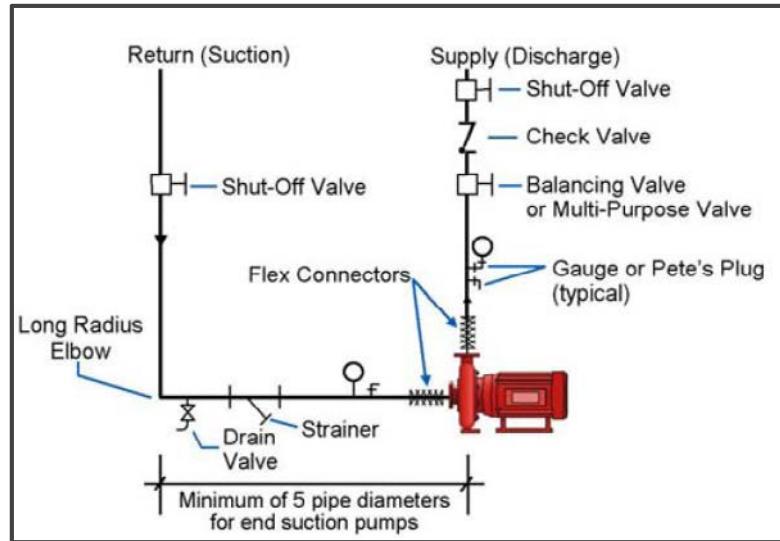 Return (Suction)
Supply (Discharge)
Shut-Off Valve
Check Valve
Shut-Off Valve
Balancing Valve
or Multi-Purpose Valve
Flex Connectors
Gauge or Pete's Plug
(typical)
Long Radius
Elbow
Drain
Valve
Strainer
Minimum of 5 pipe diameters
for end suction pumps